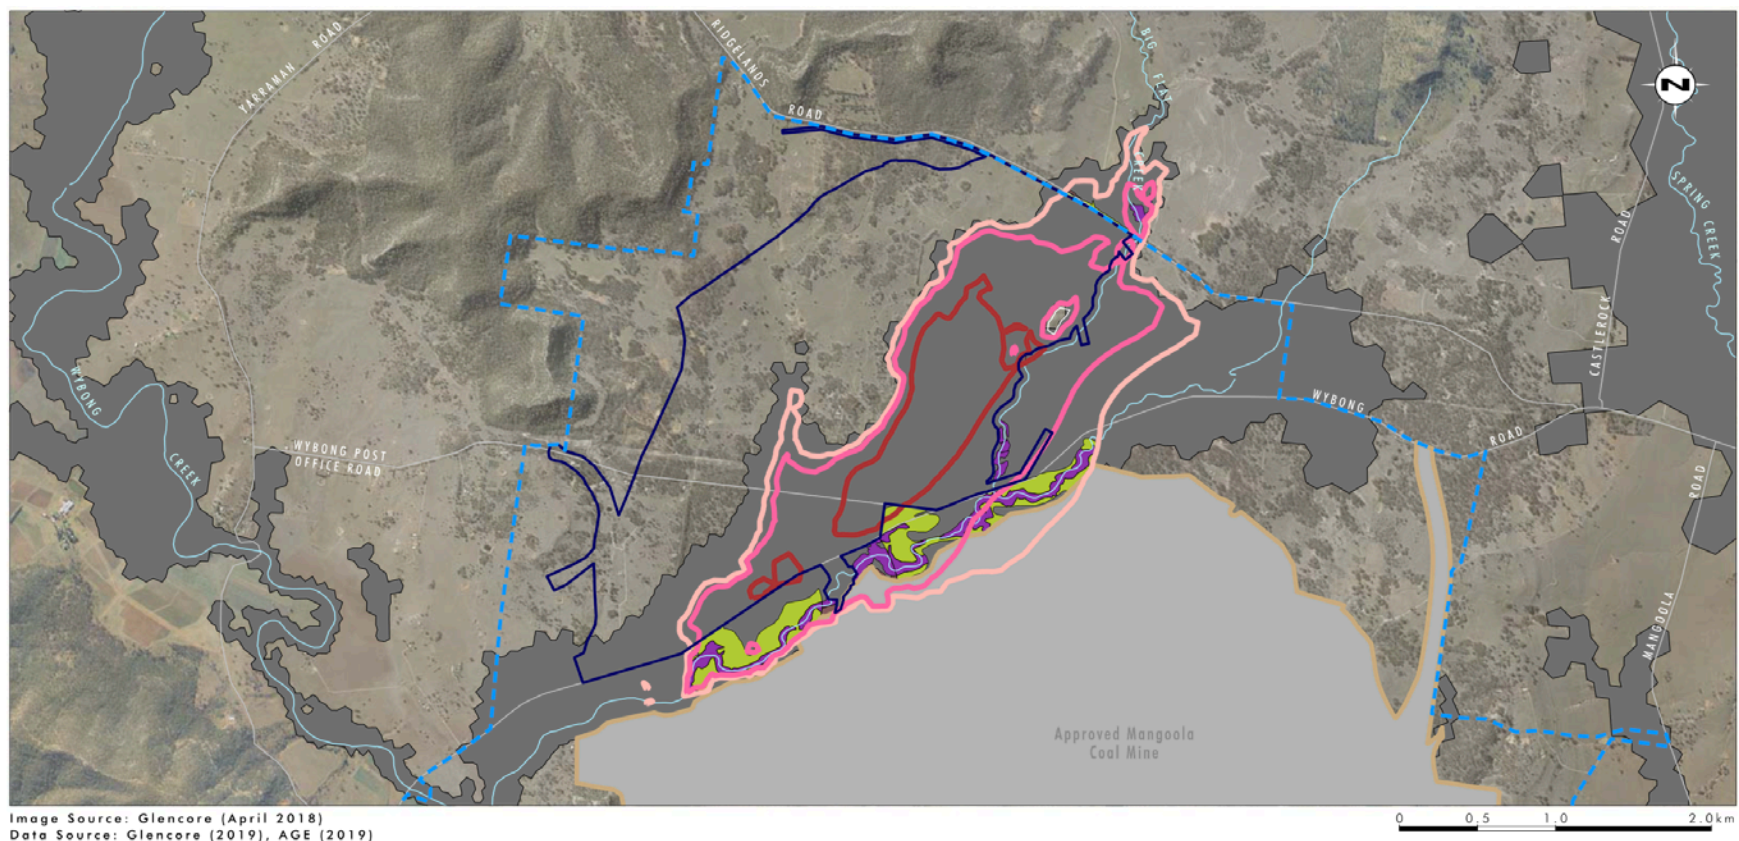 RIDGELANDS
ROAD
YARRAMAN ROAD
BIG FLAT
CREEK
N
SPRING CREEK
ROAD
CASTLEROCK
WYBONG
CREEK
WYBONG POST
OFFICE ROAD
WYBONG
ROAD
ROAD
MANGOOLA
Approved Mangoola
Coal Mine
Image Source: Glencore (April 2018)
Data Source: Glencore (2019), AGE (2019)
0 0.5 1.0 2.0km